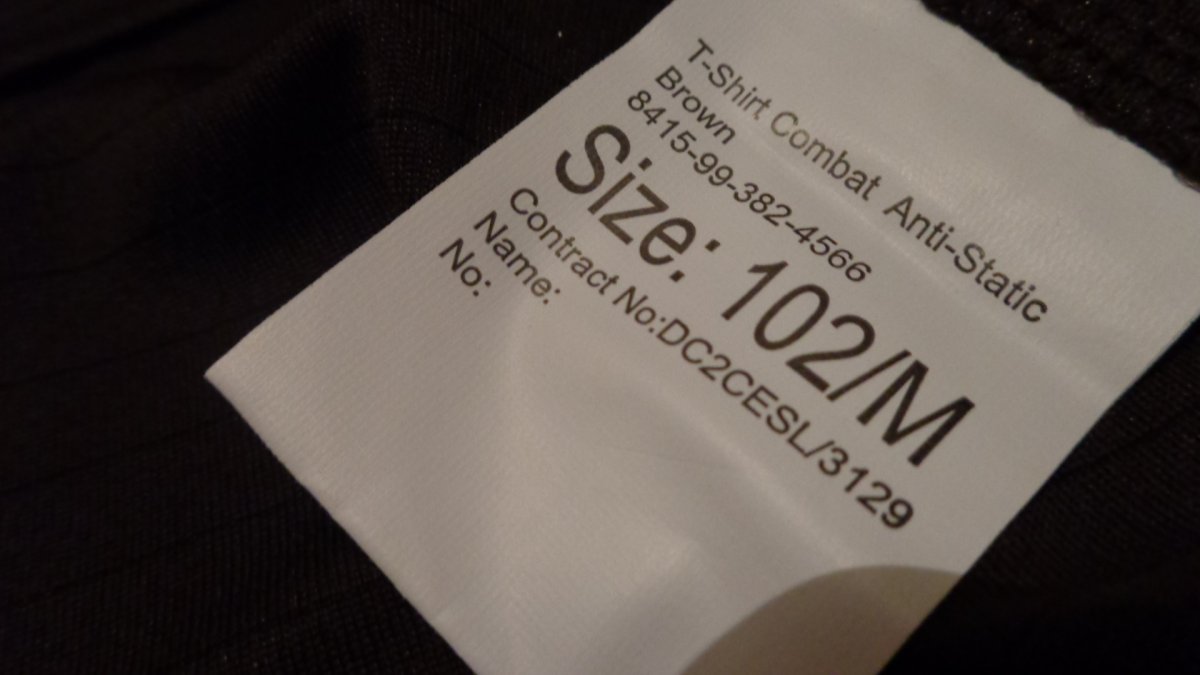 T-Shirt Combat Anti-Static
Brown
8415-99-382-4566
Size: 102/M
Contract No:DC2CESL/3129
Name:
No: